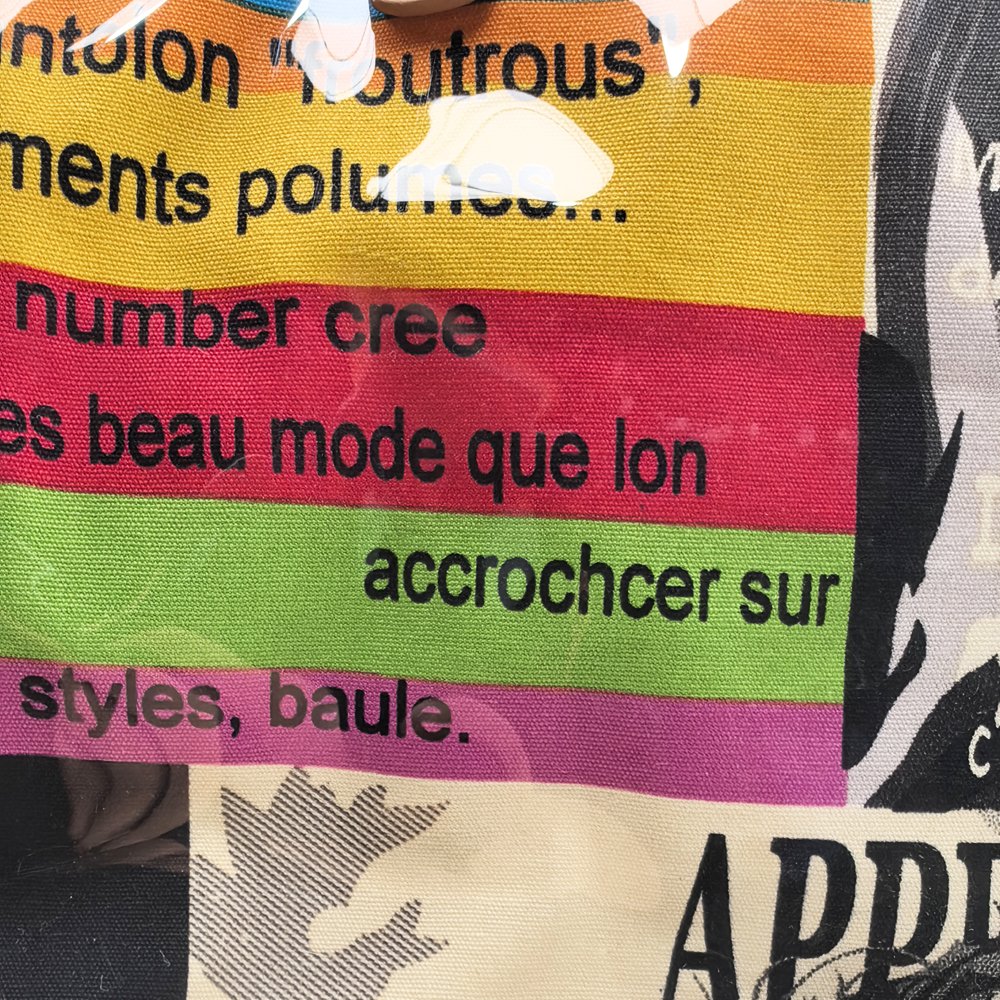 ntolon "froutrous",
ments polumes...
number cree
es beau mode que lon
accrochcer sur
styles, baule.
APP